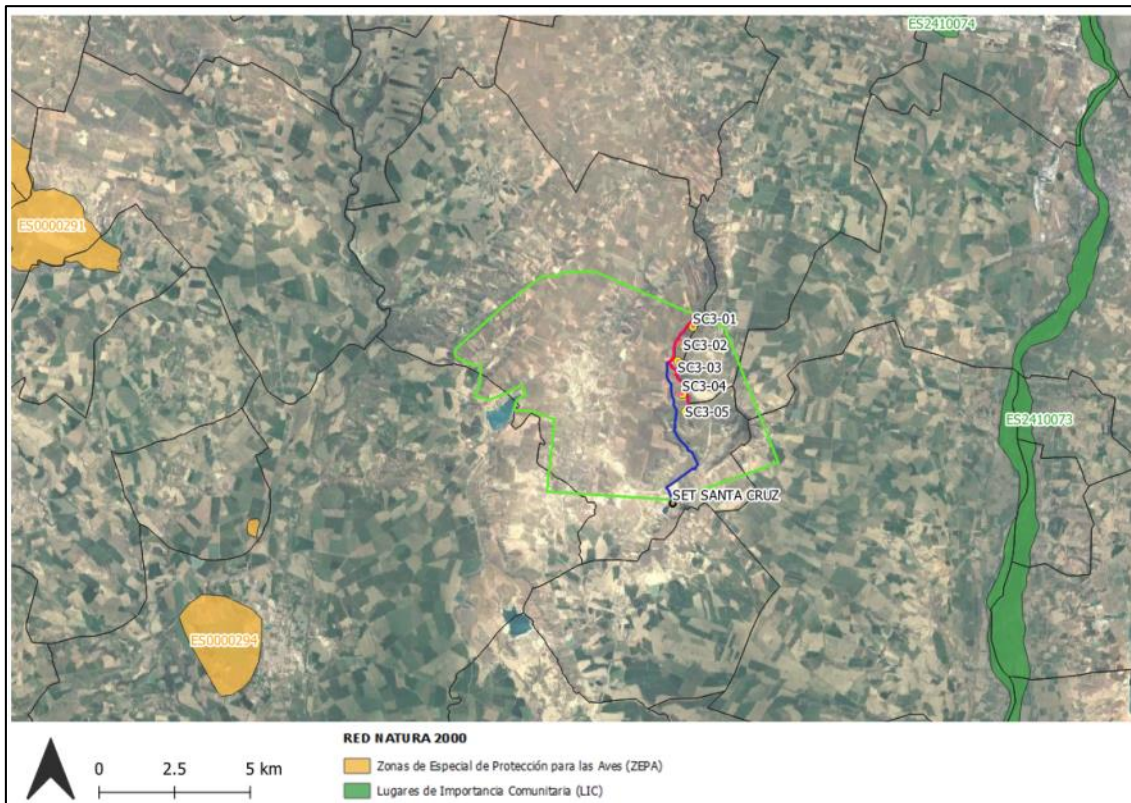 ES2410074
ES0000291
SC3-01
SC3-02
SC3-03
SC3-04
SC3-05
ES2410073
SET SANTA CRUZ
ES0000294
RED NATURA 2000
0 2.5 5 km
Zonas de Especial de Protección para las Aves (ZEPA)
Lugares de Importancia Comunitaria (LIC)